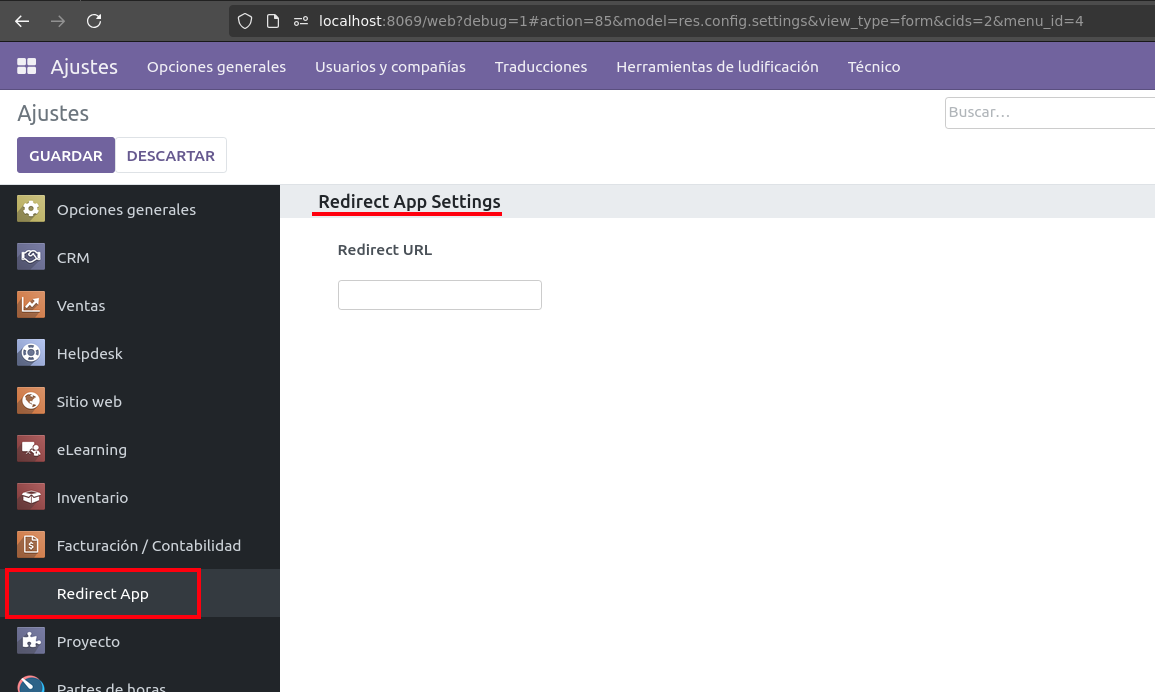 localhost:8069/web?debug=1#action=85&model=res.config.settings&view_type=form&cids=2&menu_id=4
Ajustes Opciones generales Usuarios y compañías Traducciones Herramientas de ludificación Técnico
Ajustes
Buscar...
GUARDAR DESCARTAR
Opciones generales
CRM
Ventas
Helpdesk
Sitio web
eLearning
Inventario
Facturación / Contabilidad
Redirect App
Proyecto
Partes de horas
Redirect App Settings
Redirect URL